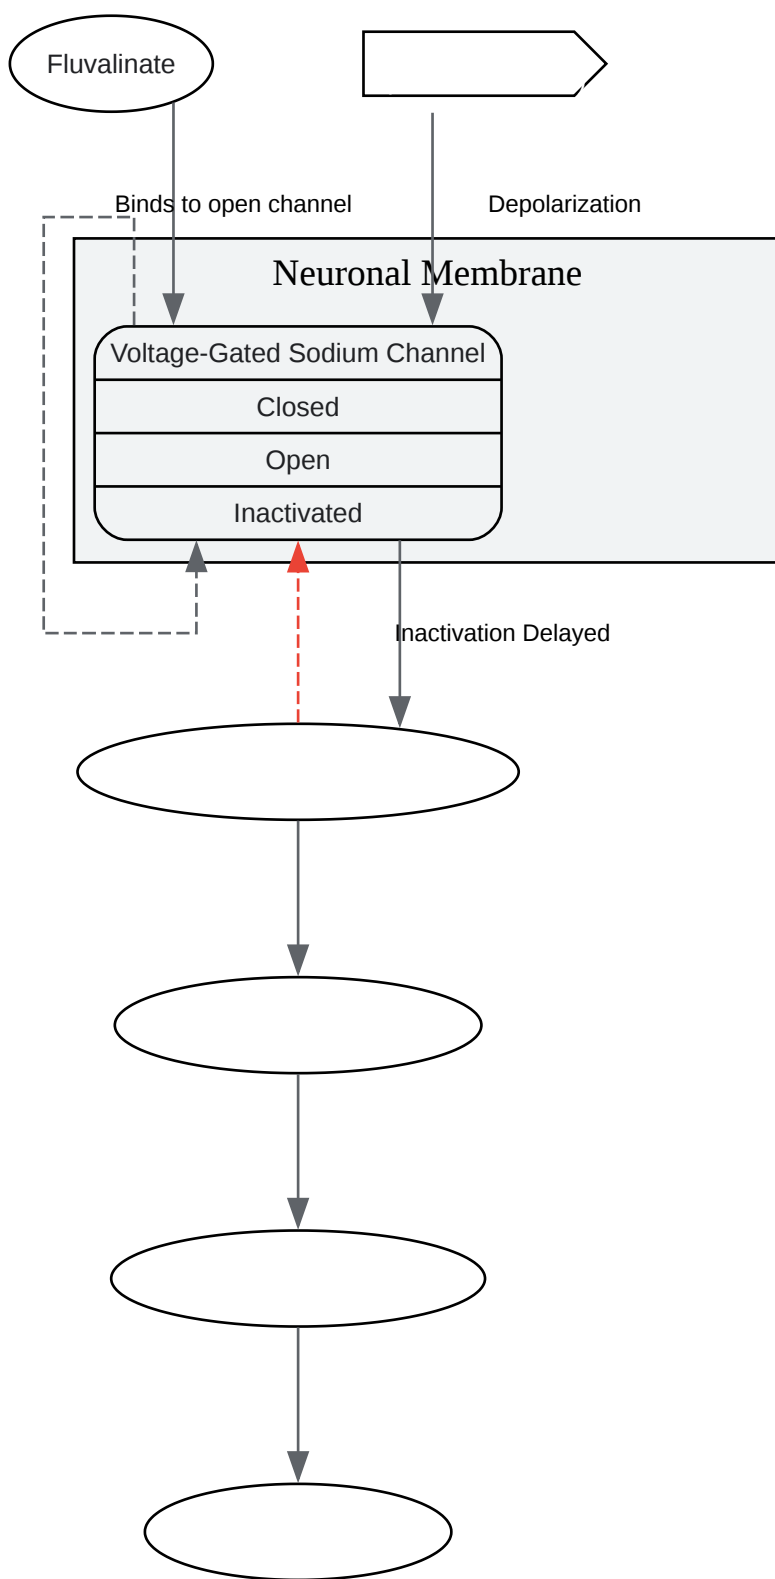 Fluvalinate
Binds to open channel
Depolarization
Neuronal Membrane
Voltage-Gated Sodium Channel
Closed
Open
Inactivated
Inactivation Delayed